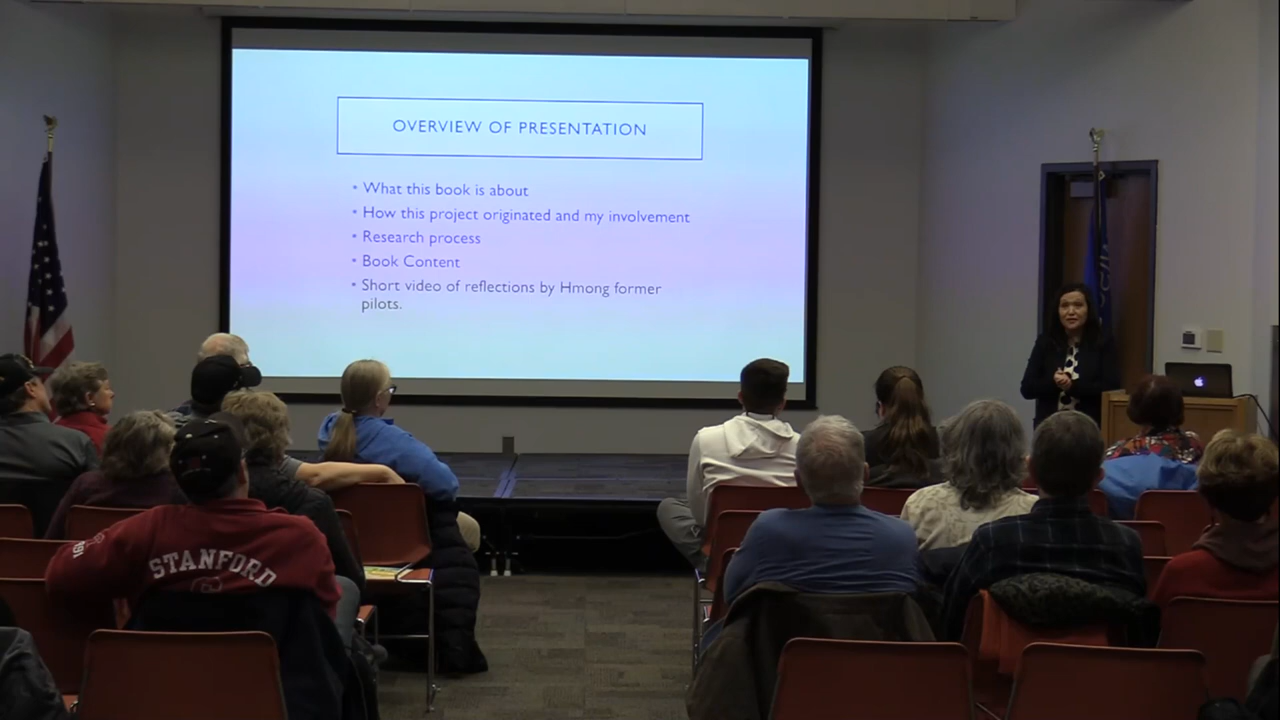 OVERVIEW OF PRESENTATION
• What this book is about
• How this project originated and my involvement
• Research process
• Book Content
• Short video of reflections by Hmong former
pilots.
STANFORD